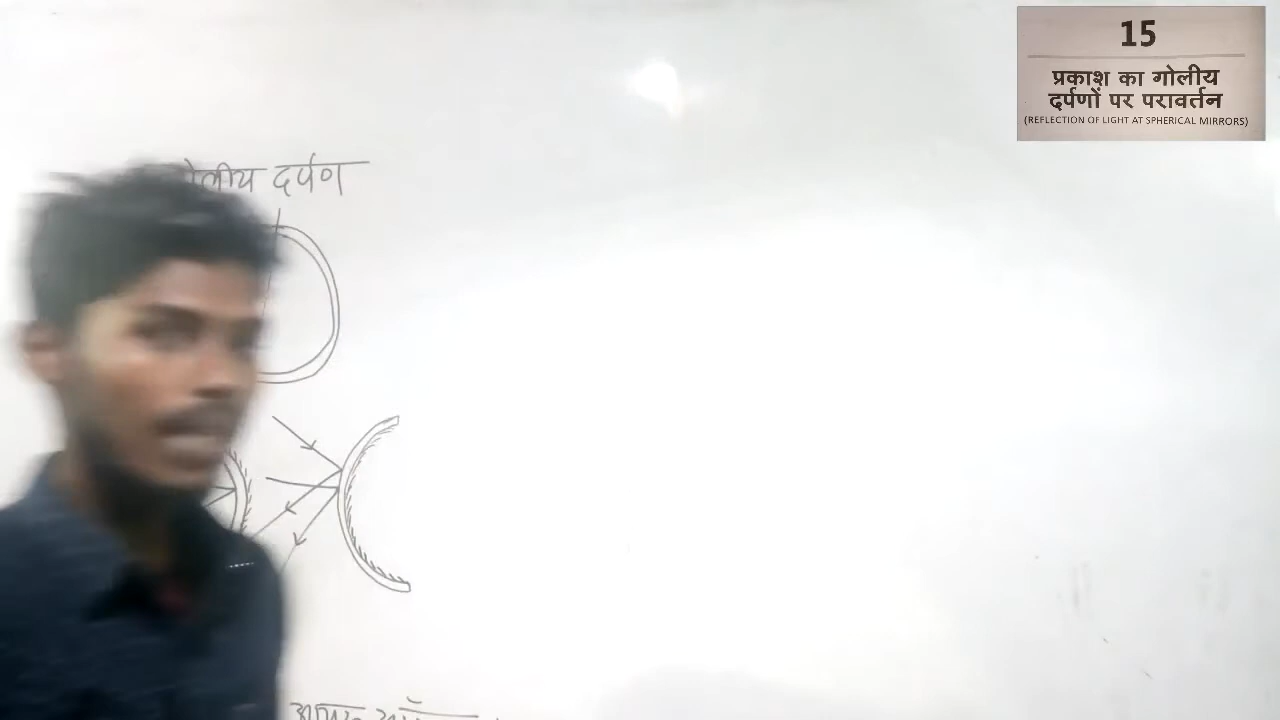 15
प्रकाश का गोलीय
दर्पणों पर परावर्तन
(REFLECTION OF LIGHT AT SPHERICAL MIRRORS)
दर्पण